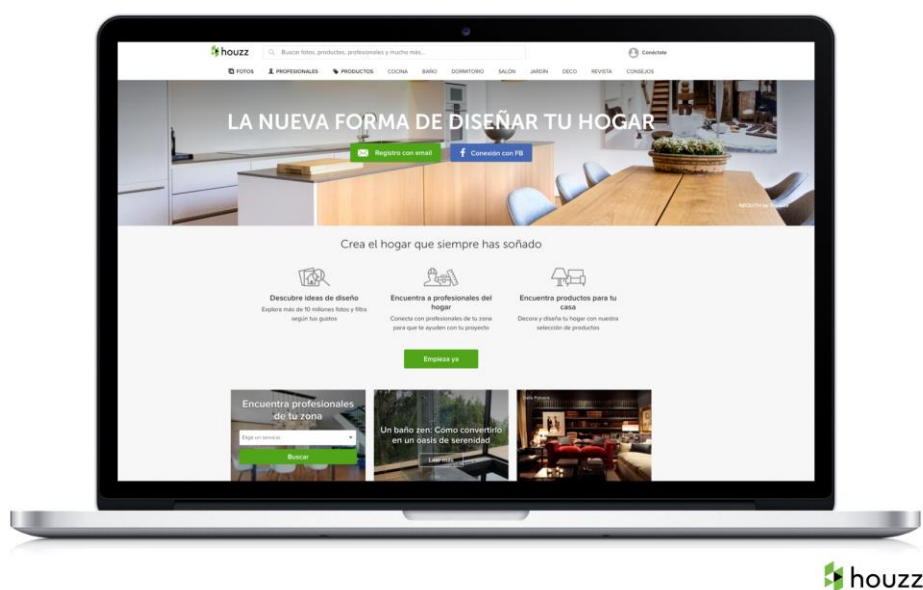 houzz
Buscar fotos, productos, profesionales y mucho más...
Conéctate
FOTOS PROFESIONALES PRODUCTOS COCINA BAÑO DORMITORIO SALÓN JARDÍN DECO REVISTA CONSEJOS
LA NUEVA FORMA DE DISEÑAR TU HOGAR
Registro con email
Conexión con FB
Crea el hogar que siempre has soñado
Descubre ideas de diseño
Explora más de 10 millones fotos y filtra
según tus gustos
Encuentra a profesionales del
hogar
Conecta con profesionales de tu zona
para que te ayuden con tu proyecto
Encuentra productos para tu
casa
Decora y diseña tu hogar con nuestra
selección de productos
Empieza ya
Encuentra profesionales
de tu zona
Elige un servicio
Buscar
Un baño zen: Cómo convertirlo
en un oasis de serenidad
Leer más
houzz